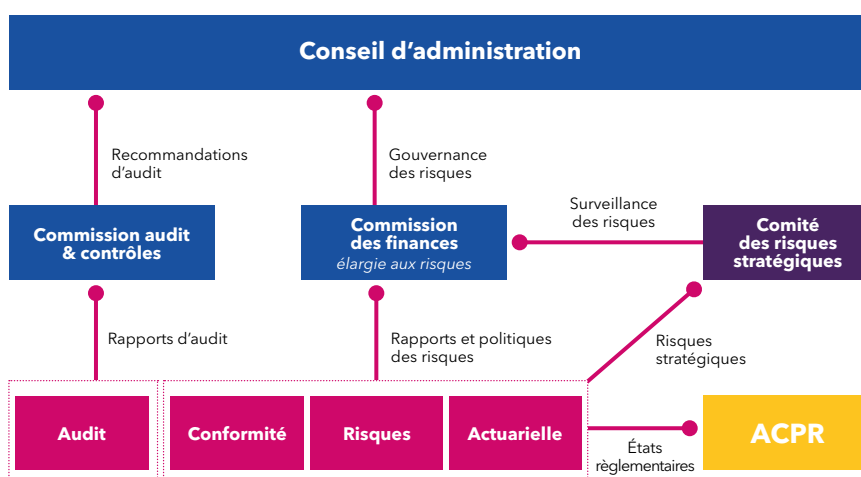 Conseil d'administration
Recommandations
d'audit
Gouvernance
des risques
Surveillance
des risques
Commission audit
& contrôles
Commission
des finances
élargie aux risques
Comité
des risques
stratégiques
Rapports d'audit
Rapports et politiques
des risques
Risques
stratégiques
Audit
Conformité
Risques
Actuarielle
États
règlementaires
ACPR